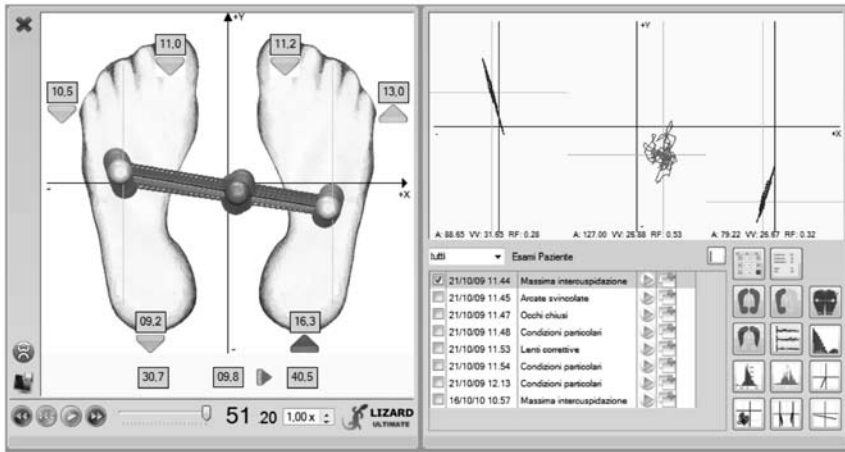 +Y
11,0
11,2
10,5
13,0
-
+X
09,2
16,3
-
30,7
09,8
40,5
51 .20
1,00 x
LIZARD
ULTIMATE
+Y
-
+X
-
A: 88.65 VV: 31.65 RF: 0.28
A: 127.00 VV: 26.88 RF: 0.53
A: 79.22 VV: 26.67 RF: 0.32
tutti
Esami Paziente
21/10/09 11.44 Massima intercuspidazione
21/10/09 11.45 Arcate svincolate
21/10/09 11.47 Occhi chiusi
21/10/09 11.48 Condizioni particolari
21/10/09 11.53 Lenti correttive
21/10/09 11.54 Condizioni particolari
21/10/09 12.13 Condizioni particolari
16/10/10 10.57 Massima intercuspidazione